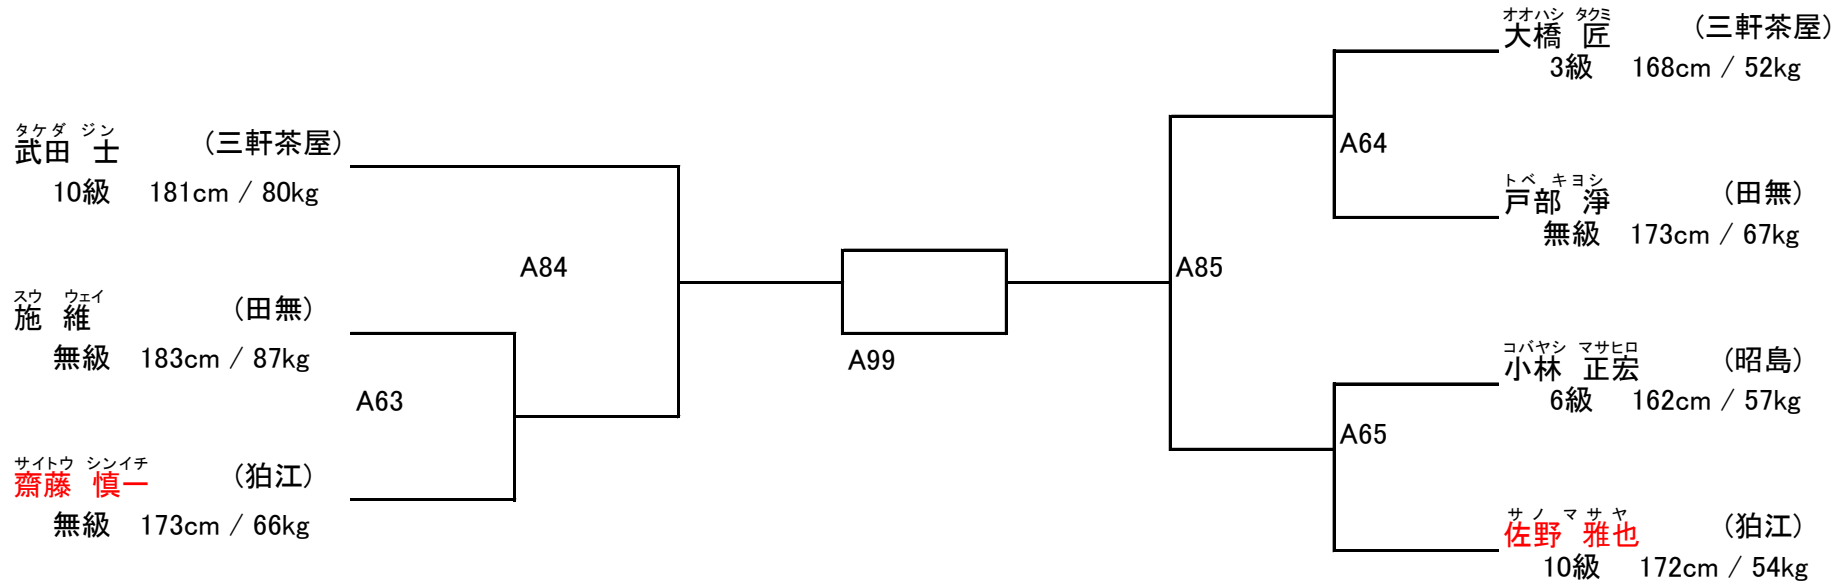 タケダ ジン
武田 士 (三軒茶屋)
10級 181cm / 80kg
スウ ウェイ
施 維 (田無)
無級 183cm / 87kg
サイトウ シンイチ
齋藤 慎一 (狛江)
無級 173cm / 66kg
A84
A63
A99
オオハシ タクミ
大橋 匠 (三軒茶屋)
3級 168cm / 52kg
A64
トベ キヨシ
戸部 淨 (田無)
無級 173cm / 67kg
A85
コバヤシ マサヒロ
小林 正宏 (昭島)
6級 162cm / 57kg
A65
サノ マサヤ
佐野 雅也 (狛江)
10級 172cm / 54kg